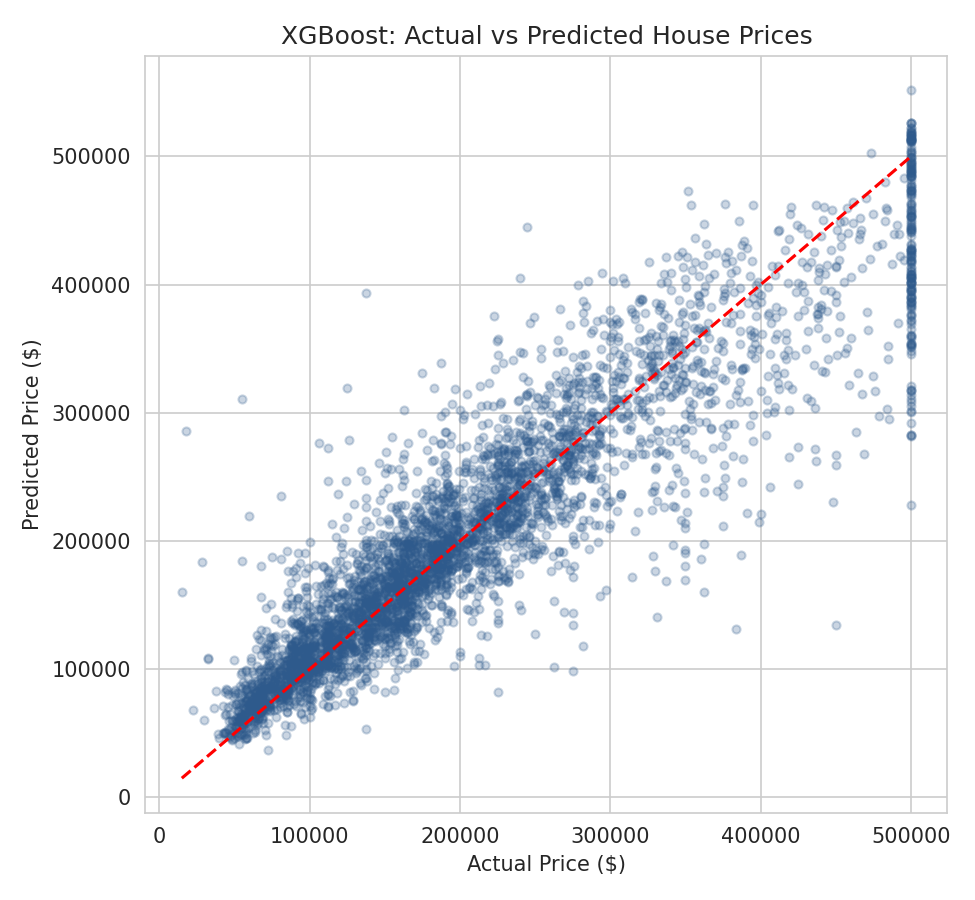 XGBoost: Actual vs Predicted House Prices
Predicted Price ($)
500000
400000
300000
200000
100000
0
0 100000 200000 300000 400000 500000
Actual Price ($)